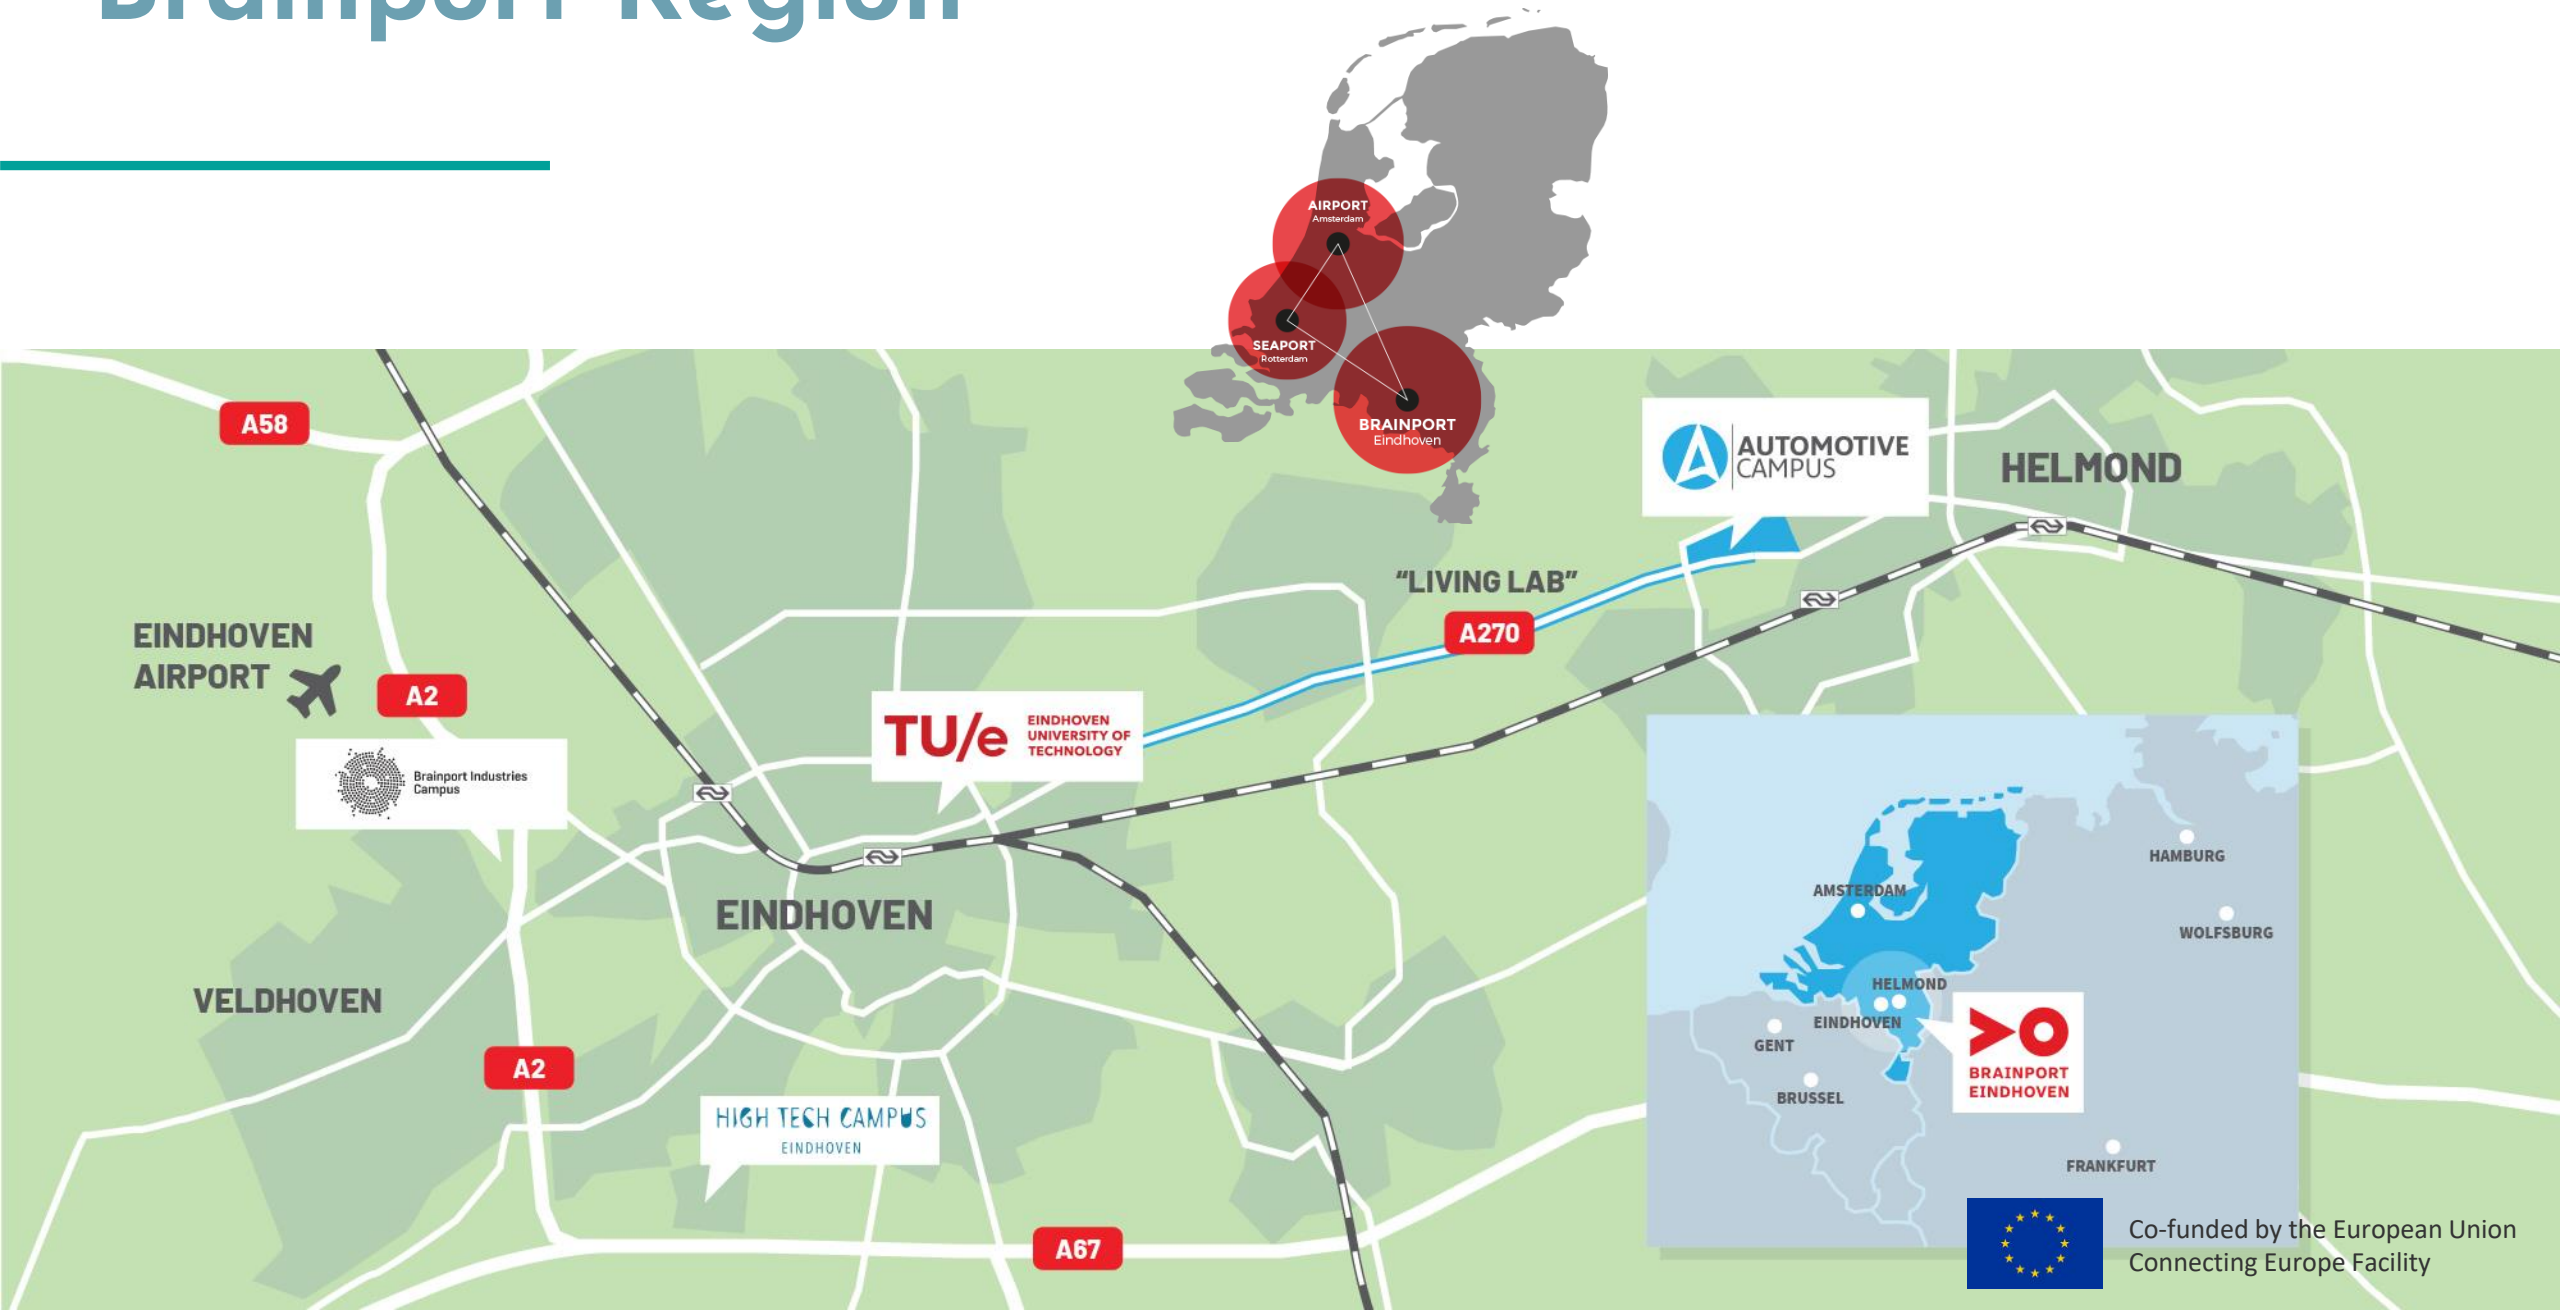 Brainport Region
AIRPORT
Amsterdam
SEAPORT
Rotterdam
BRAINPORT
Eindhoven
A58
AUTOMOTIVE
CAMPUS
HELMOND
"LIVING LAB"
A270
EINDHOVEN
AIRPORT
A2
TU/e
EINDHOVEN
UNIVERSITY OF
TECHNOLOGY
Brainport Industries
Campus
EINDHOVEN
VELDHOVEN
A2
HIGH TECH CAMPUS
EINDHOVEN
A67
HAMBURG
AMSTERDAM
WOLFSBURG
HELMOND
EINDHOVEN
GENT
BRUSSEL
BRAINPORT
EINDHOVEN
FRANKFURT
Co-funded by the European Union
Connecting Europe Facility